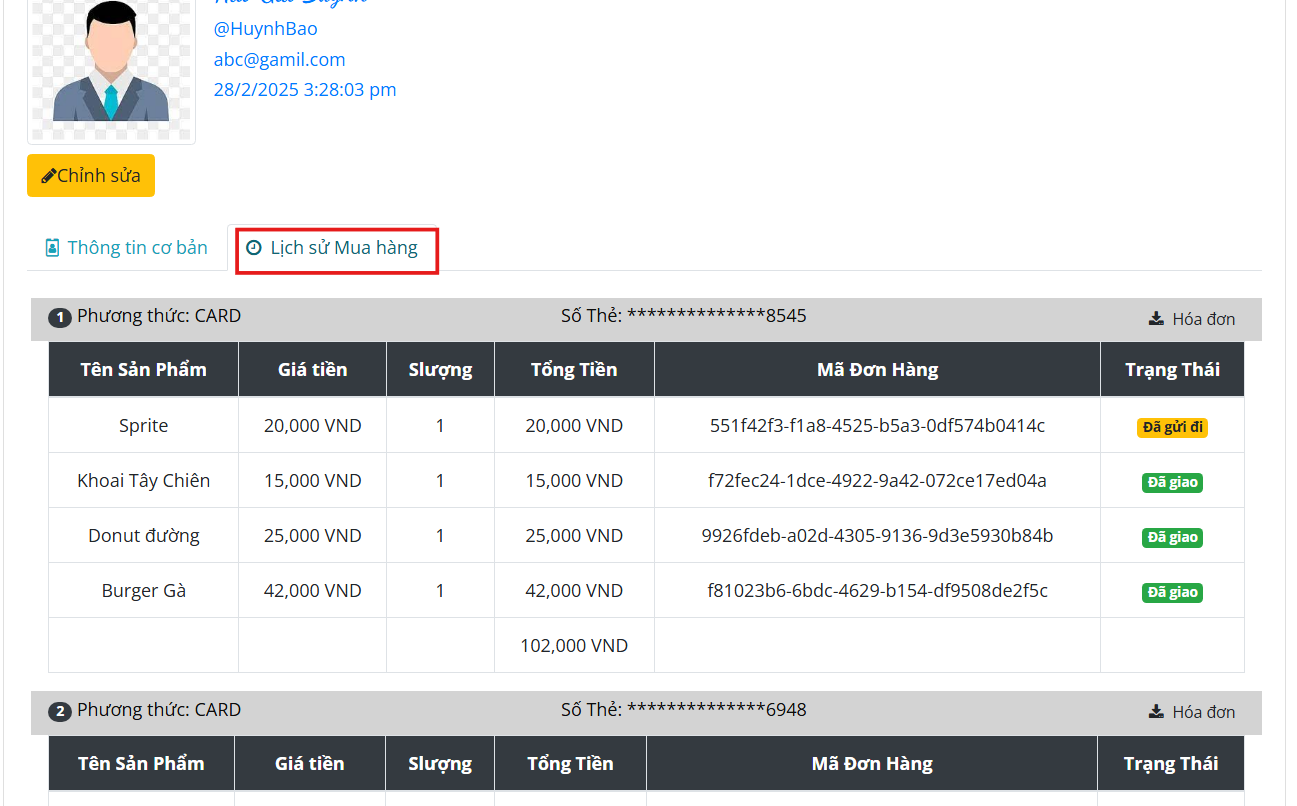 @HuynhBao
abc@gamil.com
28/2/2025 3:28:03 pm
Chỉnh sửa
Thông tin cơ bản Lịch sử Mua hàng
1 Phương thức: CARD Số Thẻ: **************8545 Hóa đơn
Tên Sản Phẩm Giá tiền Slượng Tổng Tiền Mã Đơn Hàng Trạng Thái
Sprite 20,000 VND 1 20,000 VND 551f42f3-f1a8-4525-b5a3-0df574b0414c Đã gửi đi
Khoai Tây Chiên 15,000 VND 1 15,000 VND f72fec24-1dce-4922-9a42-072ce17ed04a Đã giao
Donut đường 25,000 VND 1 25,000 VND 9926fdeb-a02d-4305-9136-9d3e5930b84b Đã giao
Burger Gà 42,000 VND 1 42,000 VND f81023b6-6bdc-4629-b154-df9508de2f5c Đã giao
102,000 VND
2 Phương thức: CARD Số Thẻ: **************6948 Hóa đơn
Tên Sản Phẩm Giá tiền Slượng Tổng Tiền Mã Đơn Hàng Trạng Thái